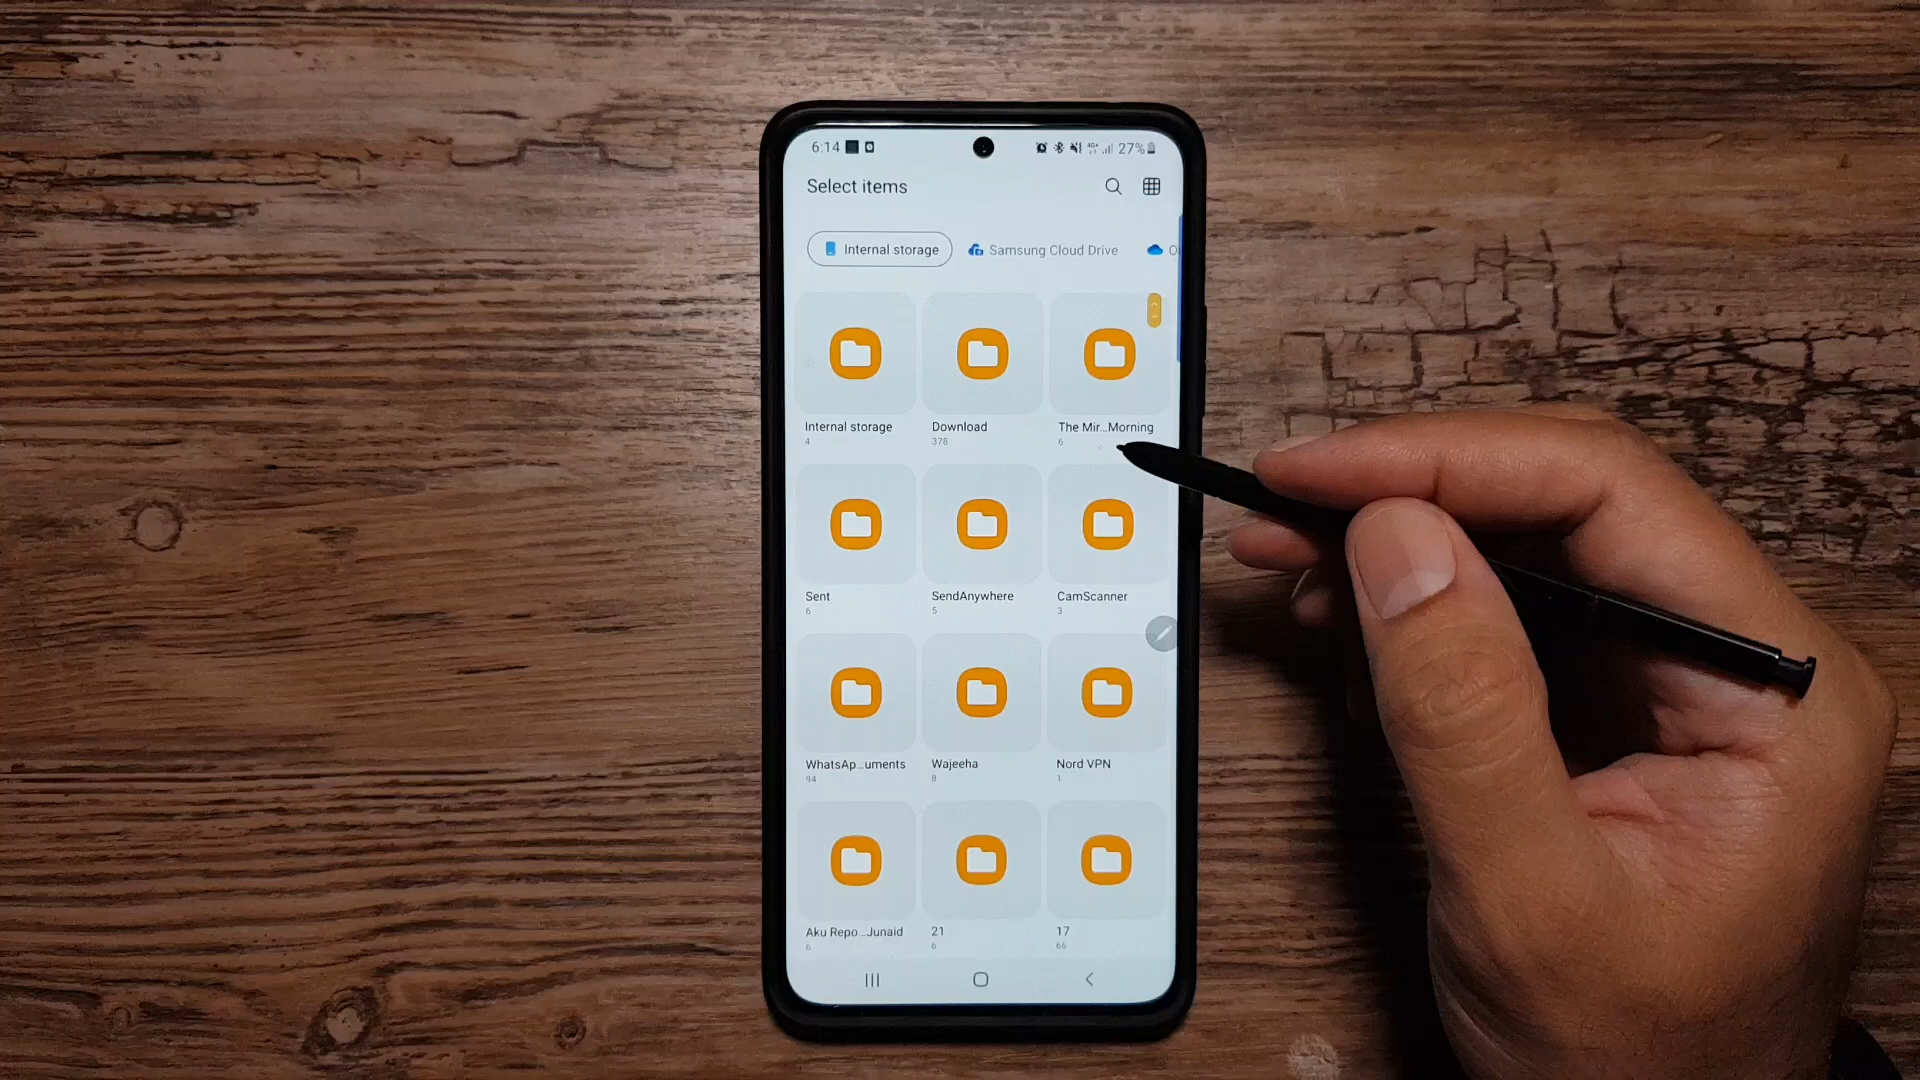 6:14 27%
Select items
Internal storage Samsung Cloud Drive
Internal storage Download The Mir...Morning
4 378 6
Sent SendAnywhere CamScanner
6 5 3
WhatsAp...uments Wajeeha Nord VPN
94 8 1
Aku Repo...Junaid 21 17
6 6 66